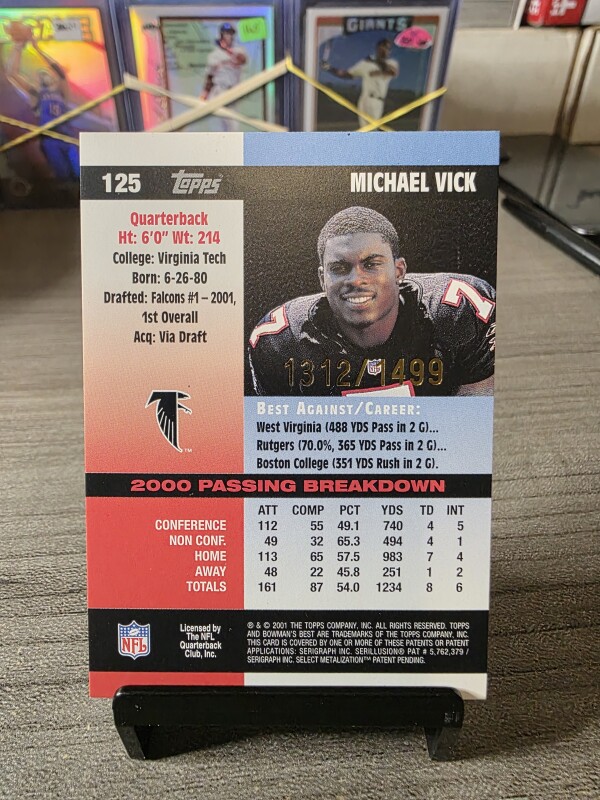 GIANTS
125 Topps MICHAEL VICK
Quarterback
Ht: 6'0" Wt: 214
College: Virginia Tech
Born: 6-26-80
Drafted: Falcons #1 – 2001,
1st Overall
Acq: Via Draft
7
1312/1499
BEST AGAINST/CAREER:
West Virginia (488 YDS Pass in 2 G)...
Rutgers (70.0%, 365 YDS Pass in 2 G)...
Boston College (351 YDS Rush in 2 G).
2000 PASSING BREAKDOWN
ATT COMP PCT YDS TD INT
CONFERENCE 112 55 49.1 740 4 5
NON CONF. 49 32 65.3 494 4 1
HOME 113 65 57.5 983 7 4
AWAY 48 22 45.8 251 1 2
TOTALS 161 87 54.0 1234 8 6
NFL
Licensed by
The NFL
Quarterback
Club, Inc.
® & © 2001 THE TOPPS COMPANY, INC. ALL RIGHTS RESERVED. TOPPS
AND BOWMAN'S BEST ARE TRADEMARKS OF THE TOPPS COMPANY, INC.
THIS CARD IS COVERED BY ONE OR MORE OF THESE PATENTS OR PATENT
APPLICATIONS: SERIGRAPH INC. SERILLUSION® PAT # 5,762,379 /
SERIGRAPH INC. SELECT METALIZATION™ PATENT PENDING.